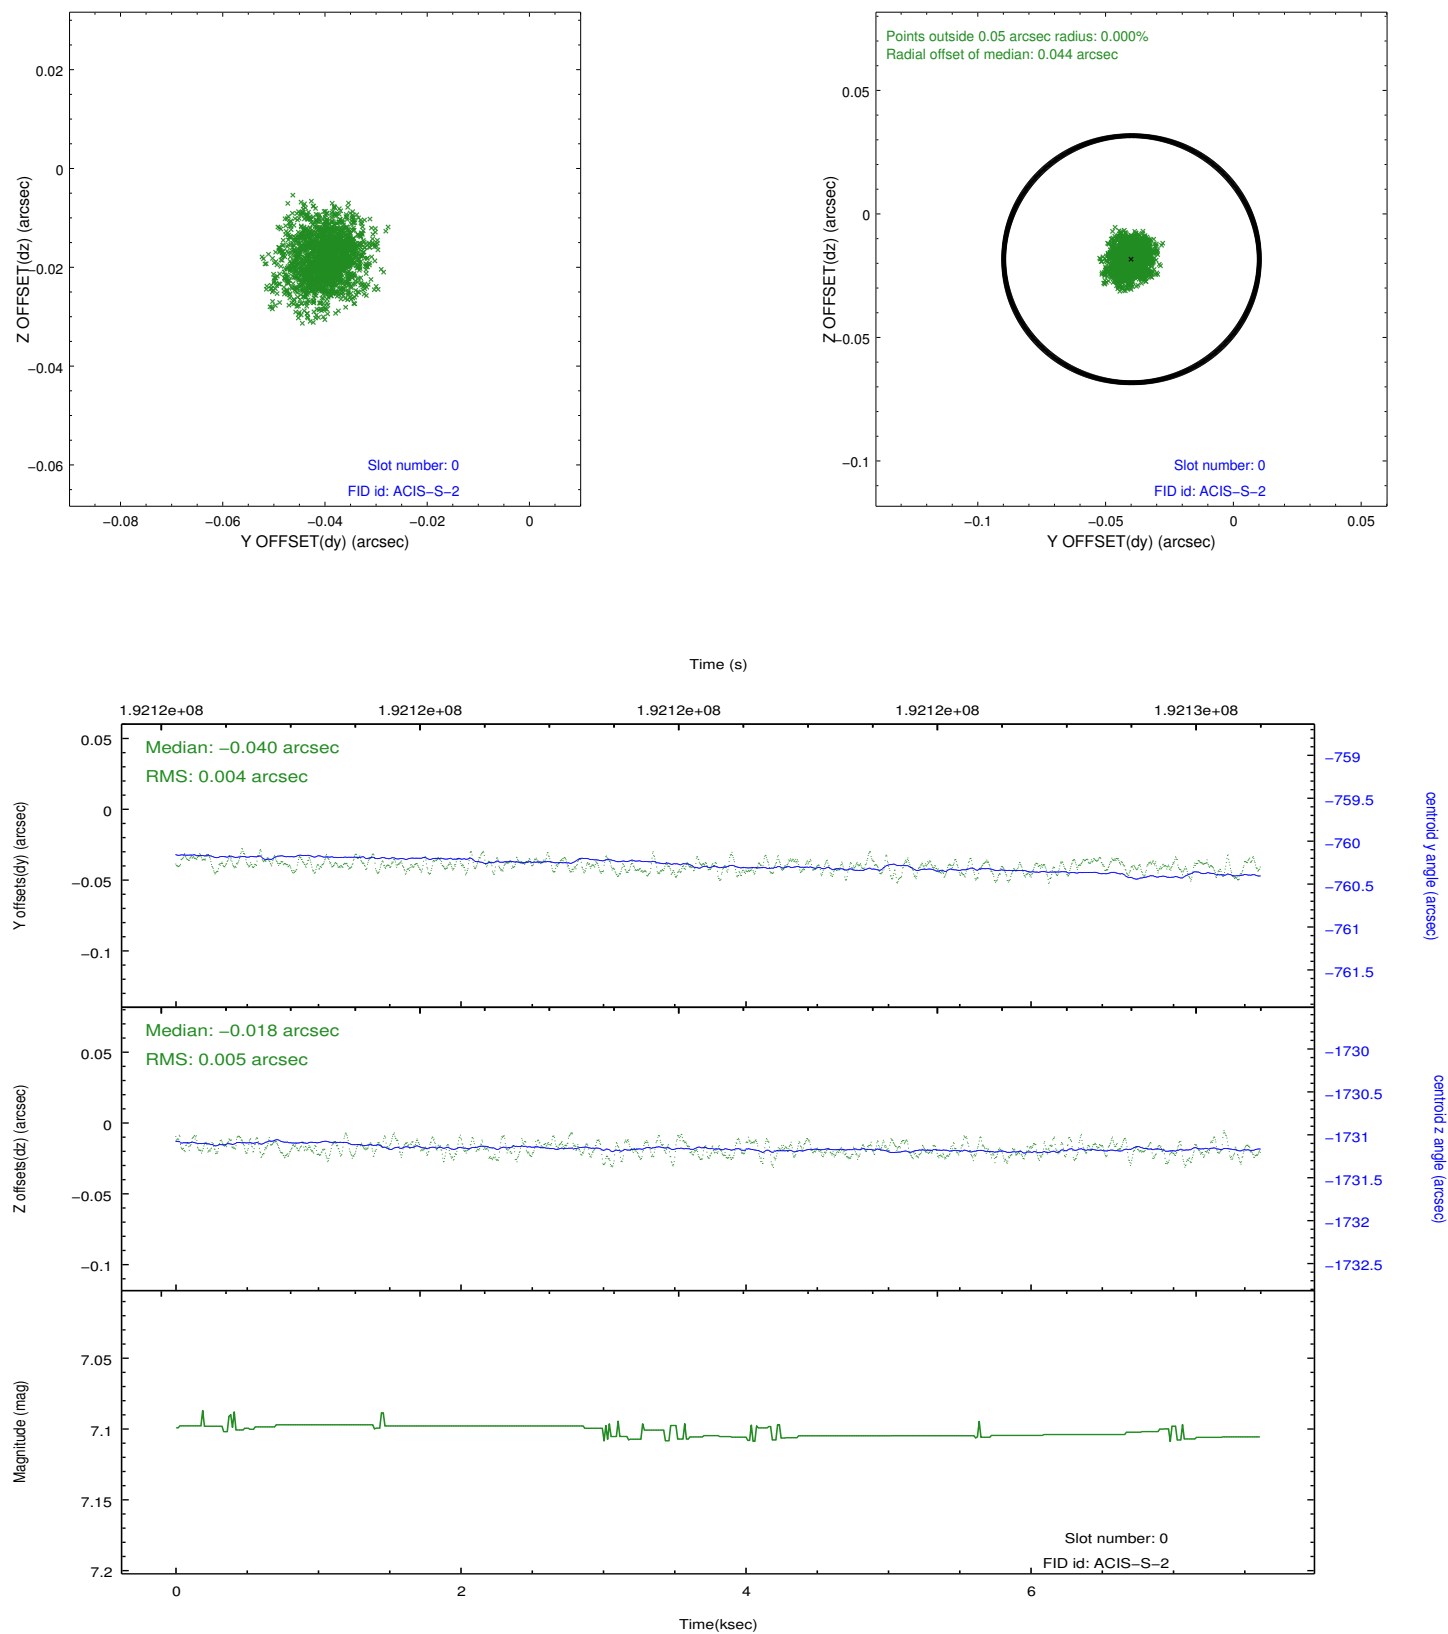 0.02
0
−0.02
−0.04
−0.06
Z OFFSET(dz) (arcsec)
Slot number: 0
FID id: ACIS−S−2
−0.08 −0.06 −0.04 −0.02 0
Y OFFSET(dy) (arcsec)
Points outside 0.05 arcsec radius: 0.000%
Radial offset of median: 0.044 arcsec
0.05
0
−0.05
−0.1
Z OFFSET(dz) (arcsec)
Slot number: 0
FID id: ACIS−S−2
−0.1 −0.05 0 0.05
Y OFFSET(dy) (arcsec)
Time (s)
1.9212e+08 1.9212e+08 1.9212e+08 1.9212e+08 1.9213e+08
Median: −0.040 arcsec
RMS: 0.004 arcsec
0.05
0
−0.05
−0.1
Y offsets(dy) (arcsec)
−759
−759.5
−760
−760.5
−761
−761.5
centroid y angle (arcsec)
Median: −0.018 arcsec
RMS: 0.005 arcsec
0.05
0
−0.05
−0.1
Z offsets(dz) (arcsec)
−1730
−1730.5
−1731
−1731.5
−1732
−1732.5
centroid z angle (arcsec)
7.05
7.1
7.15
7.2
Magnitude (mag)
Slot number: 0
FID id: ACIS−S−2
0 2 4 6
Time(ksec)